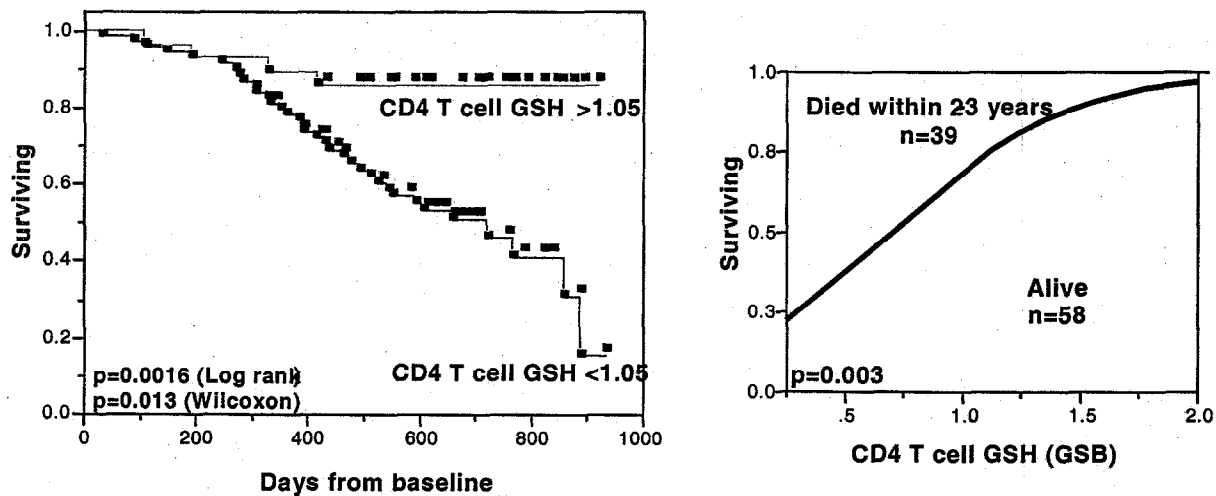 1.0
0.8
0.6
0.4
0.2
0.0
Surviving
CD4 T cell GSH >1.05
CD4 T cell GSH <1.05
p=0.0016 (Log rank)
p=0.013 (Wilcoxon)
0
200
400
600
800
1000
Days from baseline
1.0
0.8
0.5
0.3
0.0
Surviving
Died within 23 years
n=39
Alive
n=58
p=0.003
.5
1.0
1.5
2.0
CD4 T cell GSH (GSB)